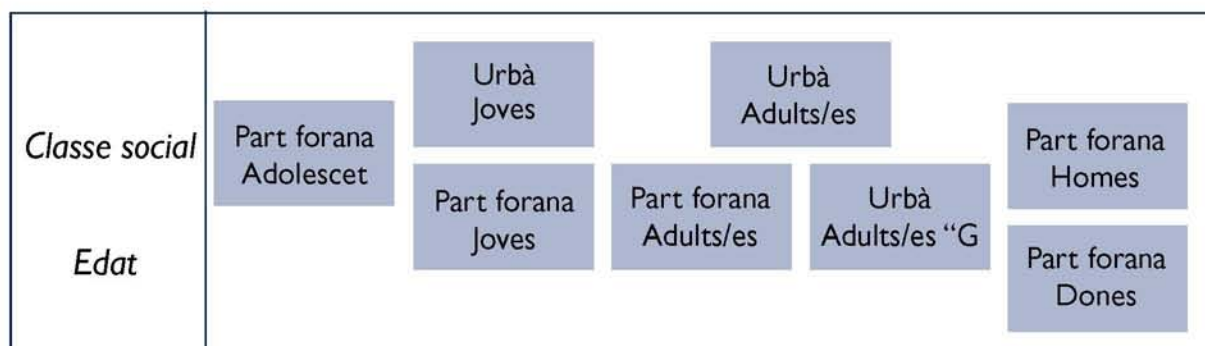 Classe social
Edat
Part forana
Adolescet
Urbà
Joves
Part forana
Joves
Urbà
Adults/es
Part forana
Adults/es
Urbà
Adults/es “G
Part forana
Homes
Part forana
Dones